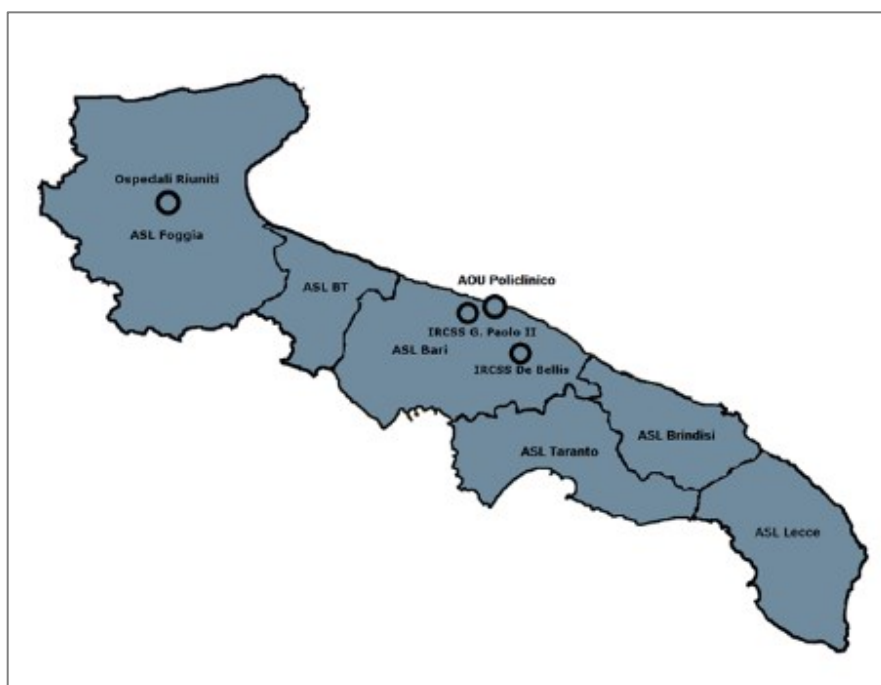 Ospedali Riuniti
ASL Foggia
ASL BT
AOU Policlinico
IRCSS G. Paolo II
ASL Bari
IRCSS De Bellis
ASL Brindisi
ASL Taranto
ASL Lecce